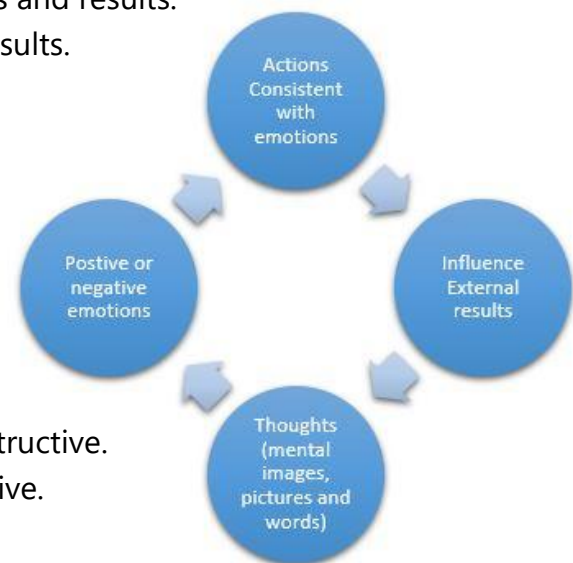 and results.
sults.
Actions
Consistent
with
emotions
Postive or
negative
emotions
Influence
External
results
Thoughts
(mental
images,
pictures and
words)
tructive.
ive.